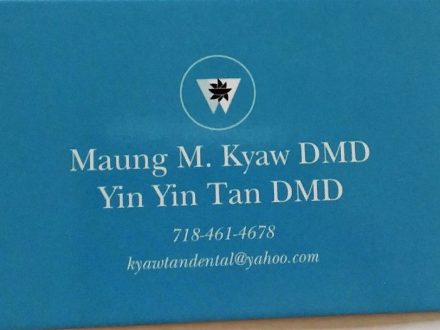 Maung M. Kyaw DMD
Yin Yin Tan DMD
718-461-4678
kyawtandental@yahoo.com